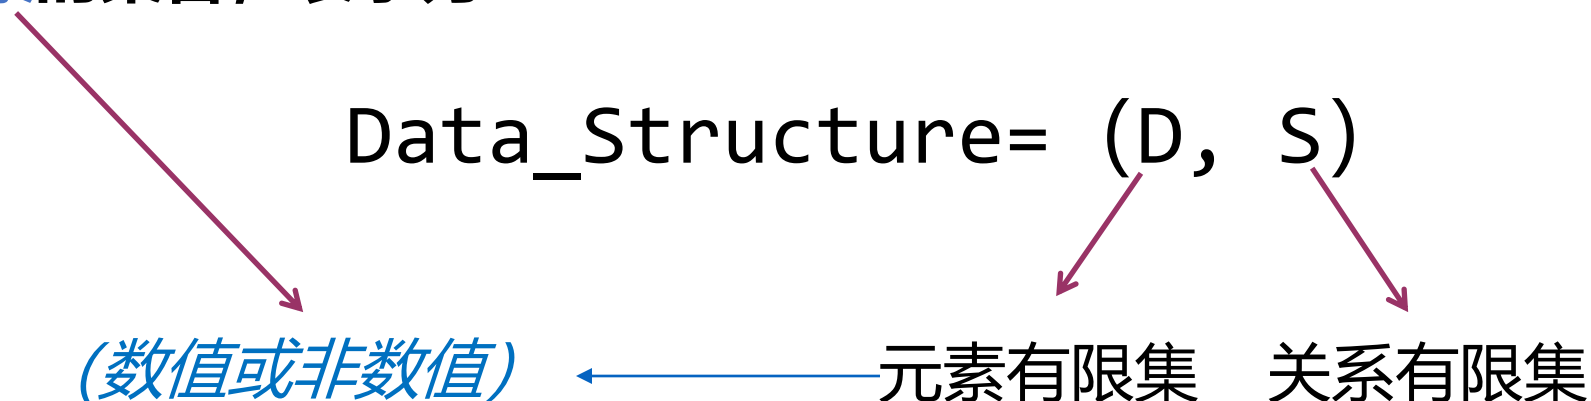 Data_Structure= (D, S)
(数值或非数值) 元素有限集 关系有限集